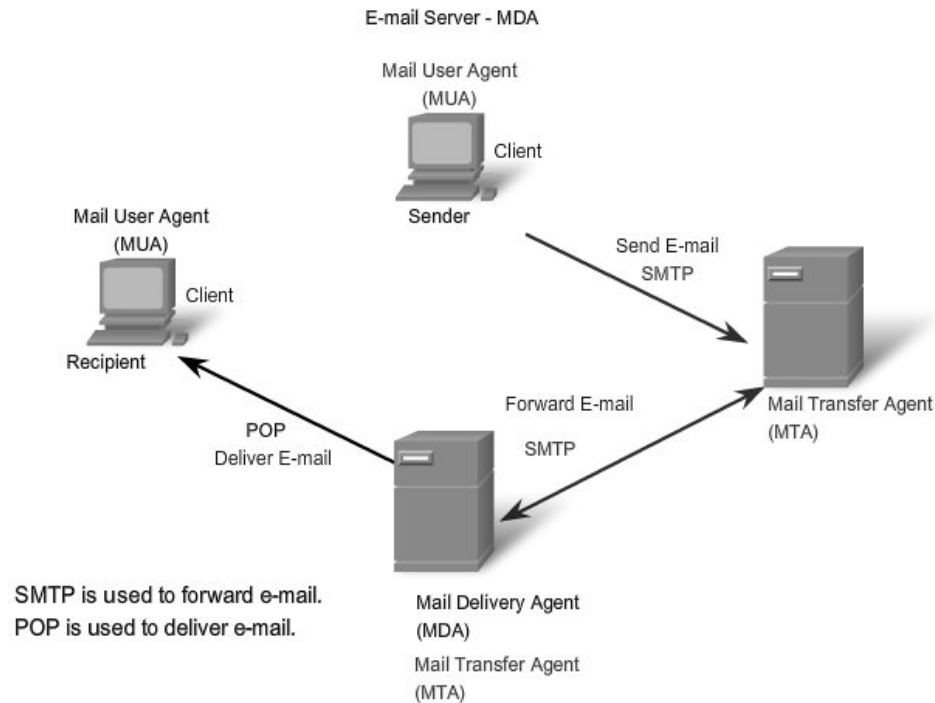 E-mail Server - MDA
Mail User Agent
(MUA)
Client
Sender
Mail User Agent
(MUA)
Client
Recipient
Send E-mail
SMTP
Mail Transfer Agent
(MTA)
Forward E-mail
SMTP
POP
Deliver E-mail
Mail Delivery Agent
(MDA)
Mail Transfer Agent
(MTA)
SMTP is used to forward e-mail.
POP is used to deliver e-mail.